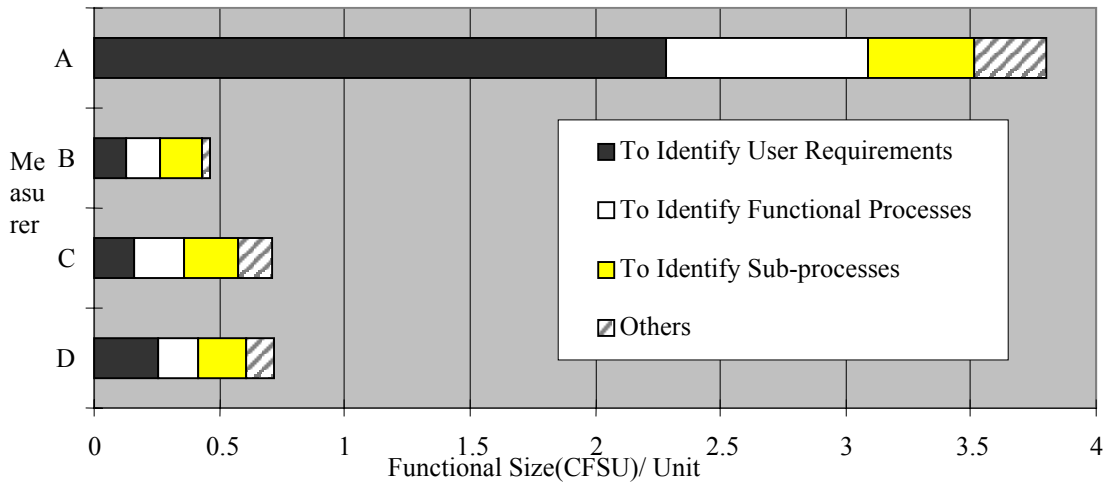 A
B
C
D
Me
asu
rer
To Identify User Requirements
To Identify Functional Processes
To Identify Sub-processes
Others
0 0.5 1 1.5 2 2.5 3 3.5 4
Functional Size(CFSU)/ Unit